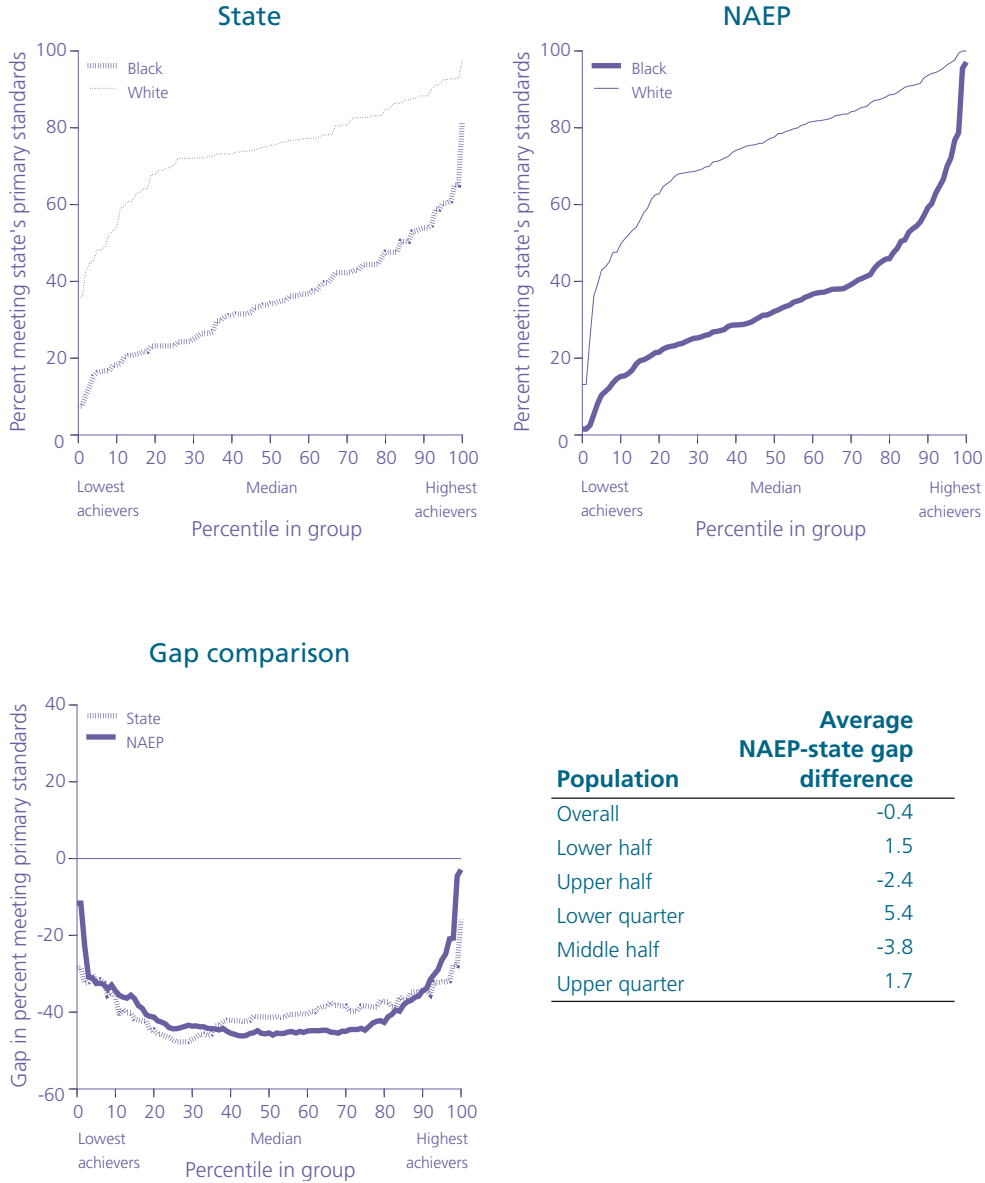 State
Percent meeting state's primary standards
100
80
60
40
20
0
Black
White
0 10 20 30 40 50 60 70 80 90 100
Lowest achievers
Median
Highest achievers
Percentile in group
NAEP
Percent meeting state's primary standards
100
80
60
40
20
0
Black
White
0 10 20 30 40 50 60 70 80 90 100
Lowest achievers
Median
Highest achievers
Percentile in group
Gap comparison
Gap in percent meeting primary standards
40
20
0
-20
-40
-60
State
NAEP
0 10 20 30 40 50 60 70 80 90 100
Lowest achievers
Median
Highest achievers
Percentile in group
Average
NAEP-state gap
Population difference
Overall -0.4
Lower half 1.5
Upper half -2.4
Lower quarter 5.4
Middle half -3.8
Upper quarter 1.7